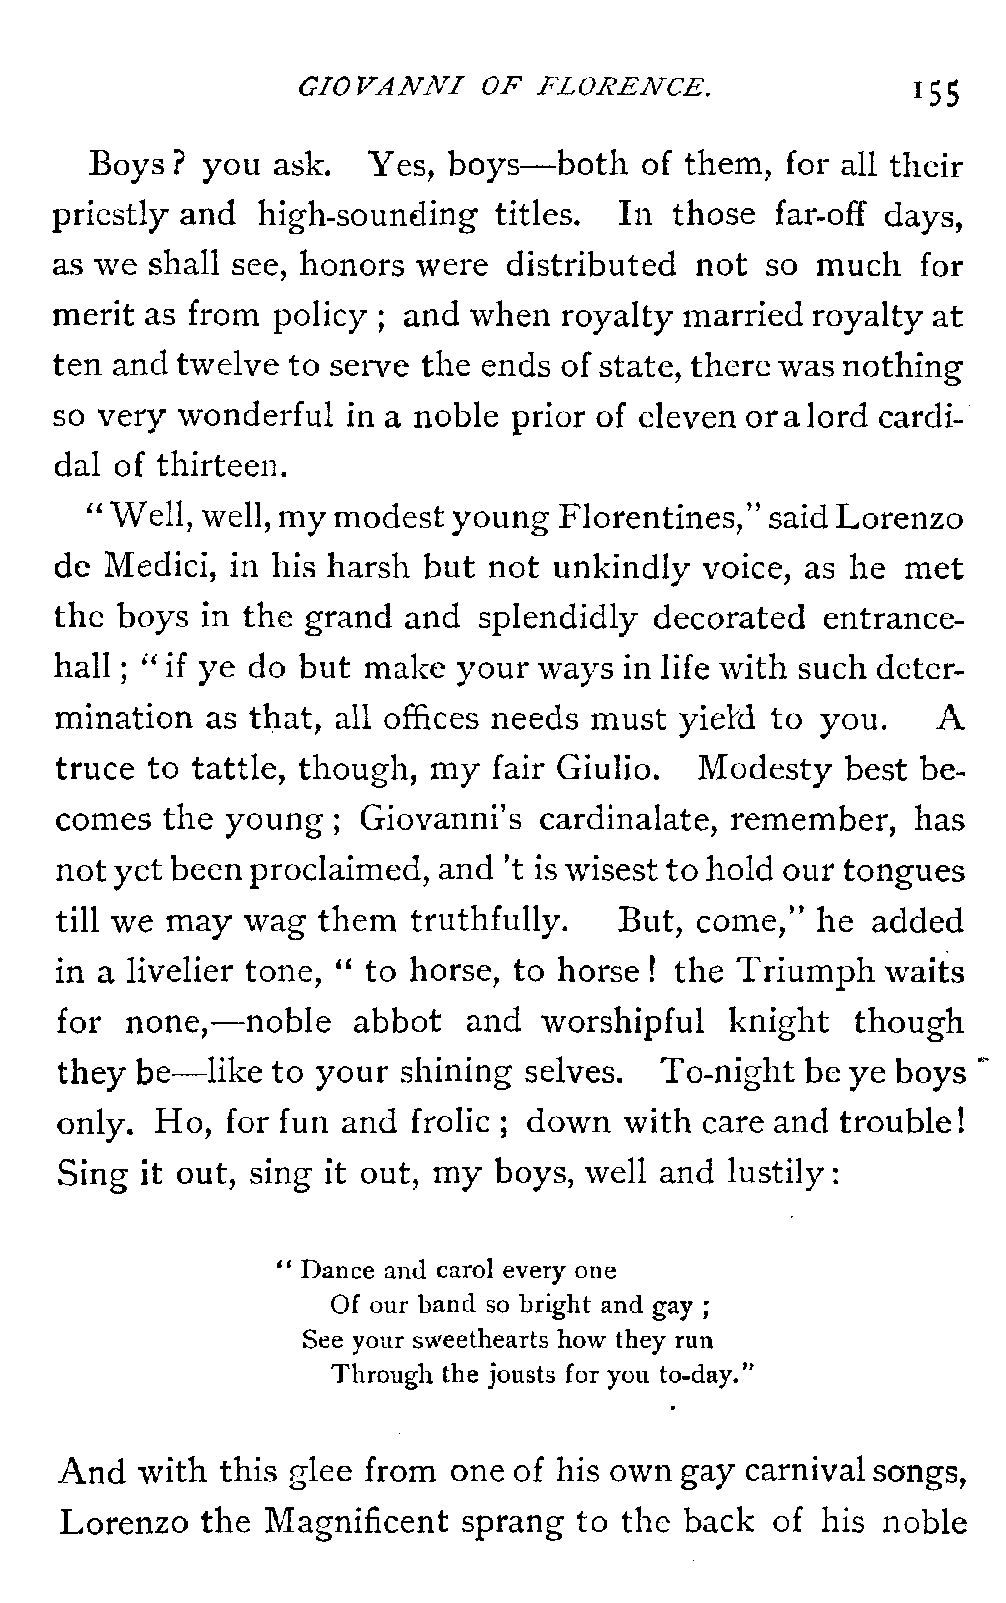 GIOVANNI OF FLORENCE. 155
Boys? you ask. Yes, boys—both of them, for all their
priestly and high-sounding titles. In those far-off days,
as we shall see, honors were distributed not so much for
merit as from policy; and when royalty married royalty at
ten and twelve to serve the ends of state, there was nothing
so very wonderful in a noble prior of eleven or a lord cardi-
dal of thirteen.
"Well, well, my modest young Florentines," said Lorenzo
de Medici, in his harsh but not unkindly voice, as he met
the boys in the grand and splendidly decorated entrance-
hall; "if ye do but make your ways in life with such deter-
mination as that, all offices needs must yield to you. A
truce to tattle, though, my fair Giulio. Modesty best be-
comes the young; Giovanni's cardinalate, remember, has
not yet been proclaimed, and 't is wisest to hold our tongues
till we may wag them truthfully. But, come," he added
in a livelier tone, "to horse, to horse! the Triumph waits
for none,—noble abbot and worshipful knight though
they be—like to your shining selves. To-night be ye boys
only. Ho, for fun and frolic; down with care and trouble!
Sing it out, sing it out, my boys, well and lustily:
"Dance and carol every one
Of our band so bright and gay;
See your sweethearts how they run
Through the jousts for you to-day."
And with this glee from one of his own gay carnival songs,
Lorenzo the Magnificent sprang to the back of his noble